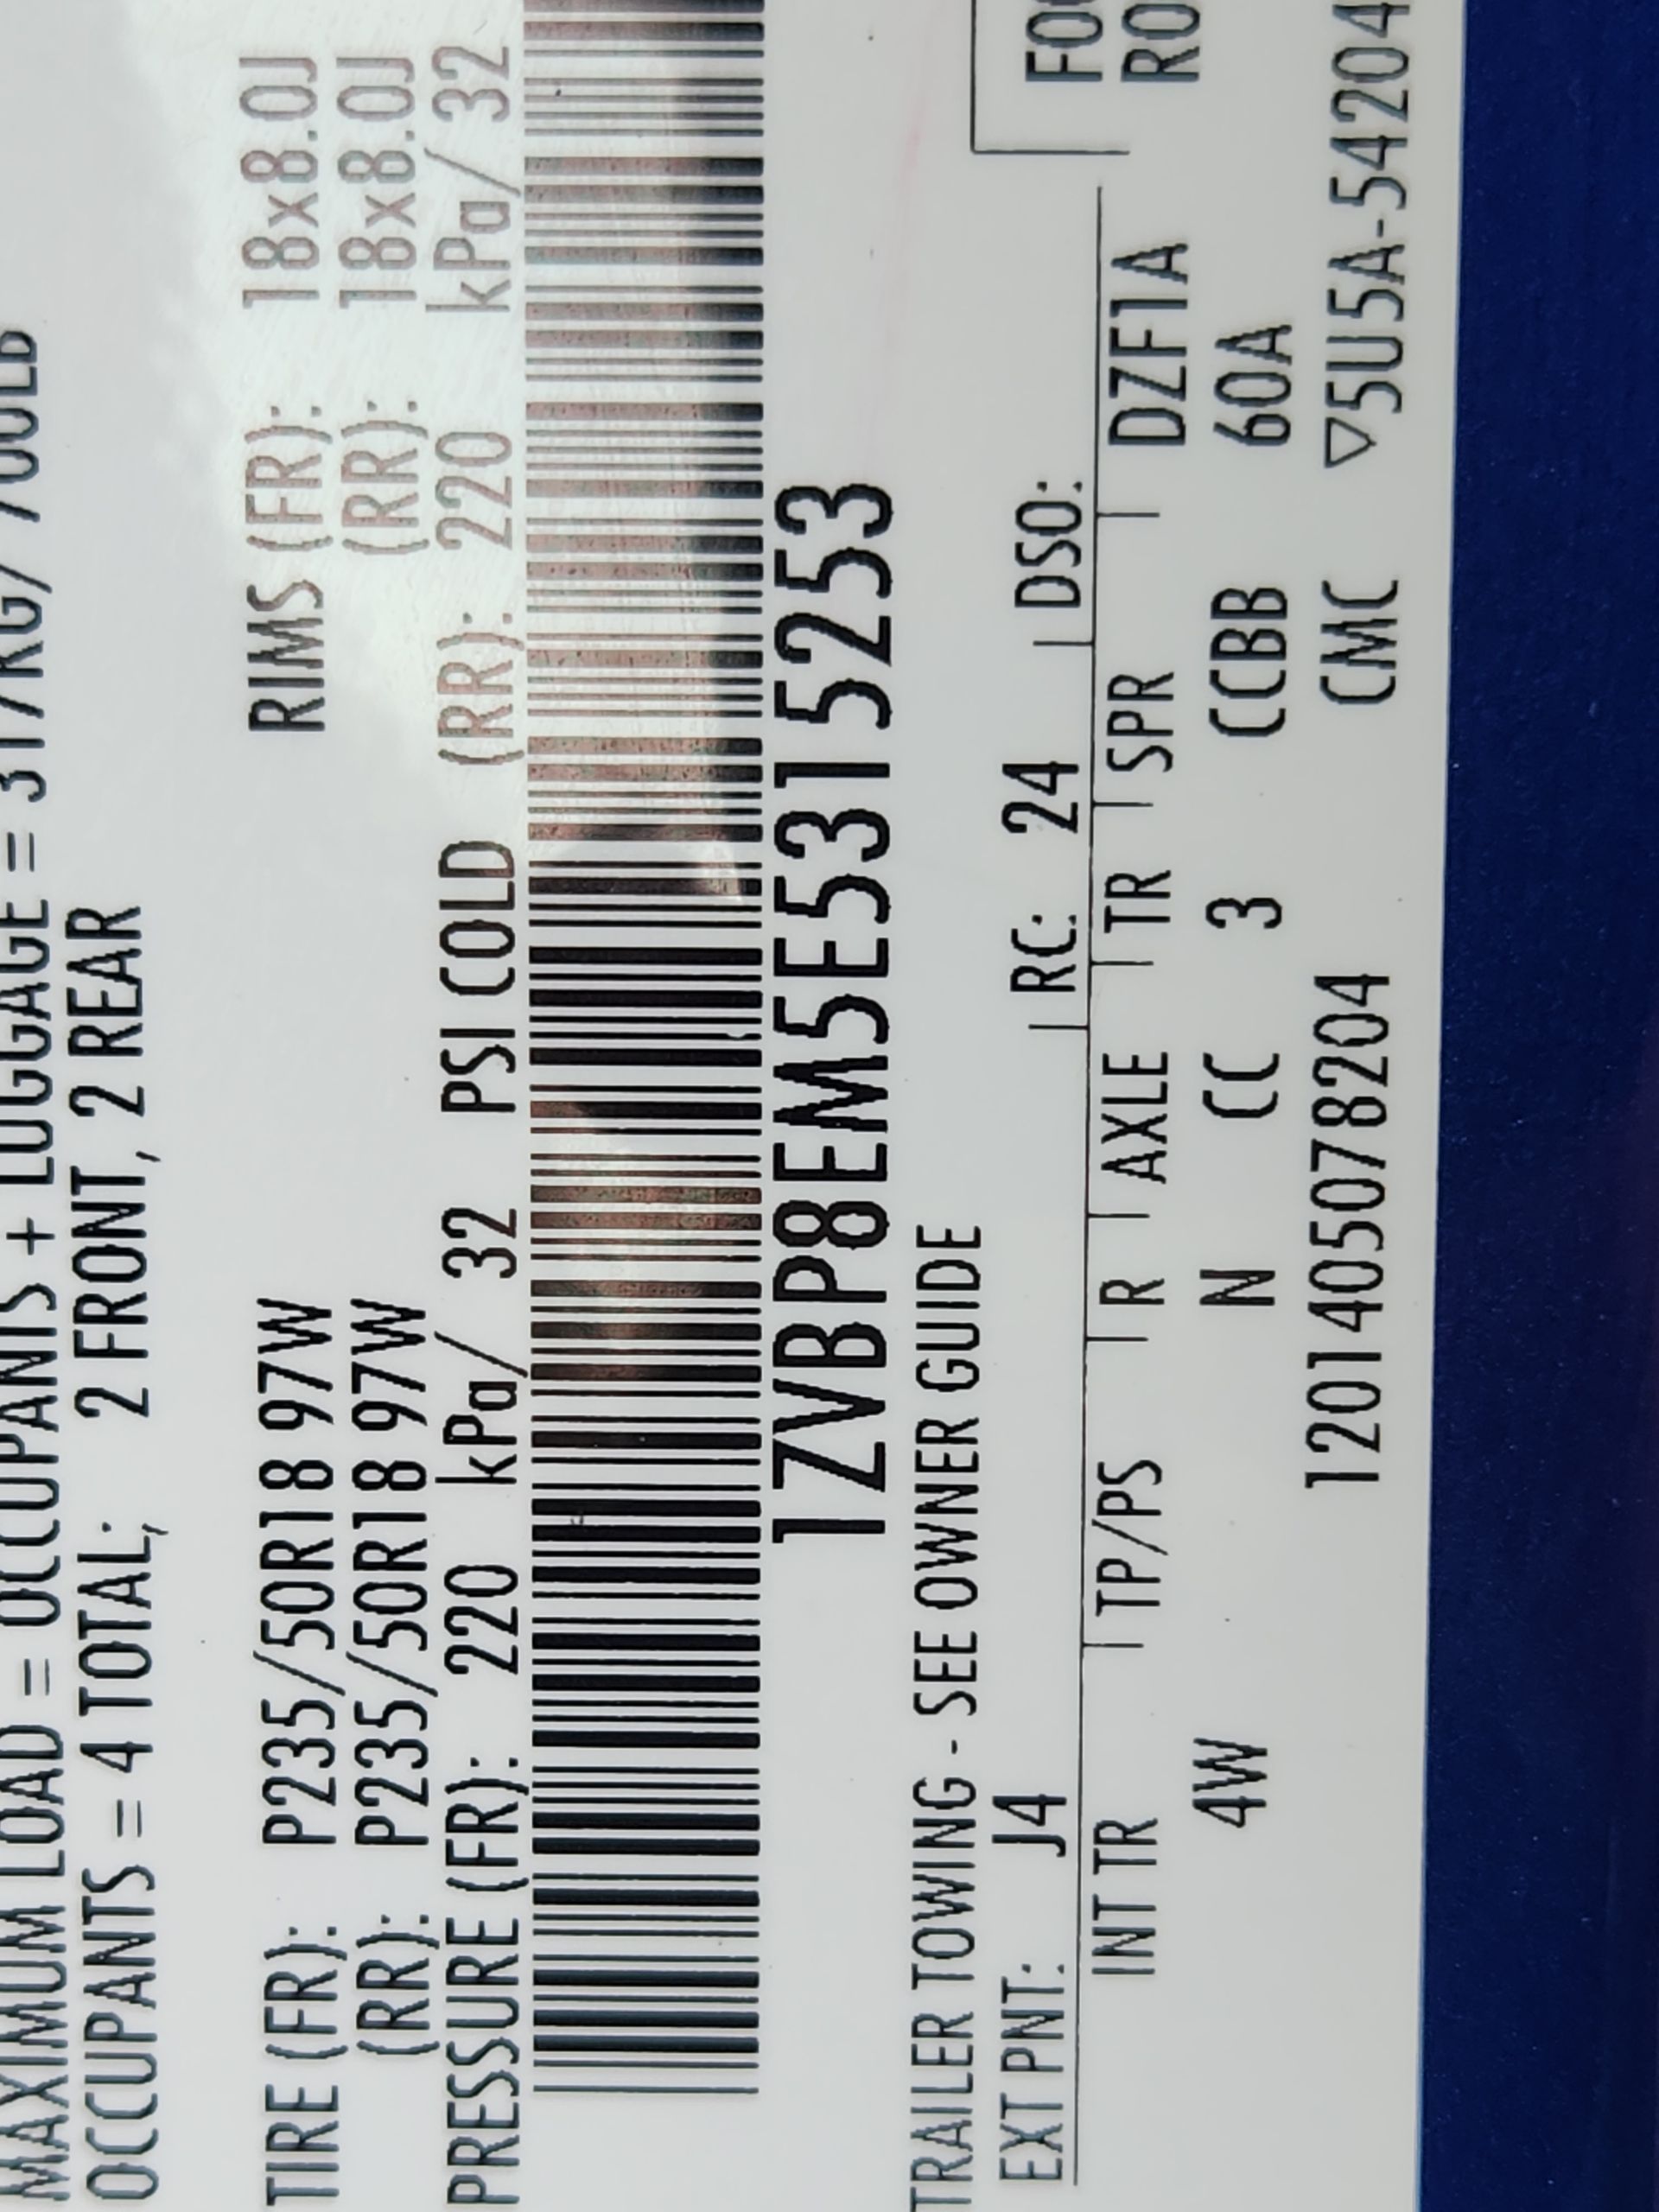 MAXIMUM LOAD = OCCUPANTS + LUGGAGE = 317KG/ 700LB
OCCUPANTS = 4 TOTAL; 2 FRONT, 2 REAR
TIRE (FR): P235/50R18 97W RIMS (FR): 18x8.0J
(RR): P235/50R18 97W (RR): 18x8.0J
PRESSURE (FR): 220 kPa/ 32 PSI COLD (RR): 220 kPa/ 32
1ZVBP8EM5E5315253
TRAILER TOWING - SEE OWNER GUIDE
EXT PNT: J4 RC: 24 DSO: FO
INT TR TP/PS R AXLE TR SPR DZF1A RO
4W N CC 3 CCBB 60A
1201405078204 CMC ▽5U5A-54204